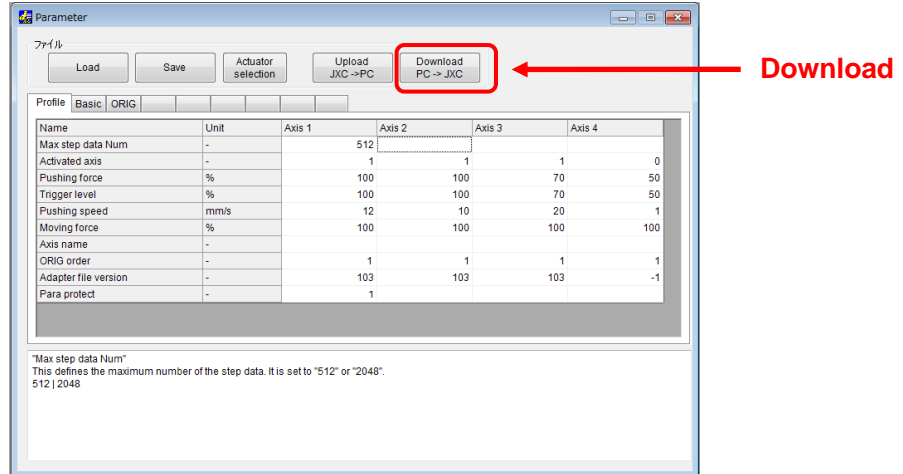 Parameter
ファイル
Load Save Actuator selection Upload JXC ->PC Download PC -> JXC
Download
Profile Basic ORIG
Name Unit Axis 1 Axis 2 Axis 3 Axis 4
Max step data Num - 512
Activated axis - 1 1 1 0
Pushing force % 100 100 70 50
Trigger level % 100 100 70 50
Pushing speed mm/s 12 10 20 1
Moving force % 100 100 100 100
Axis name -
ORIG order - 1 1 1 1
Adapter file version - 103 103 103 -1
Para protect - 1
"Max step data Num"
This defines the maximum number of the step data. It is set to "512" or "2048".
512 | 2048